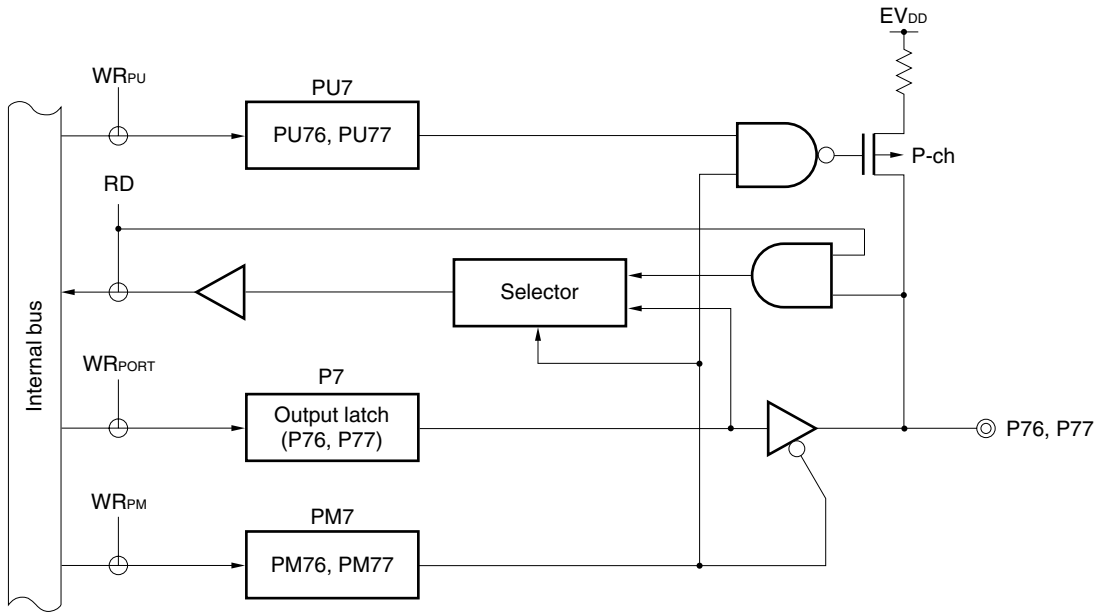 EVDD
WRPU
PU7
PU76, PU77
P-ch
RD
Selector
Internal bus
WRPORT
P7
Output latch
(P76, P77)
P76, P77
WRPM
PM7
PM76, PM77